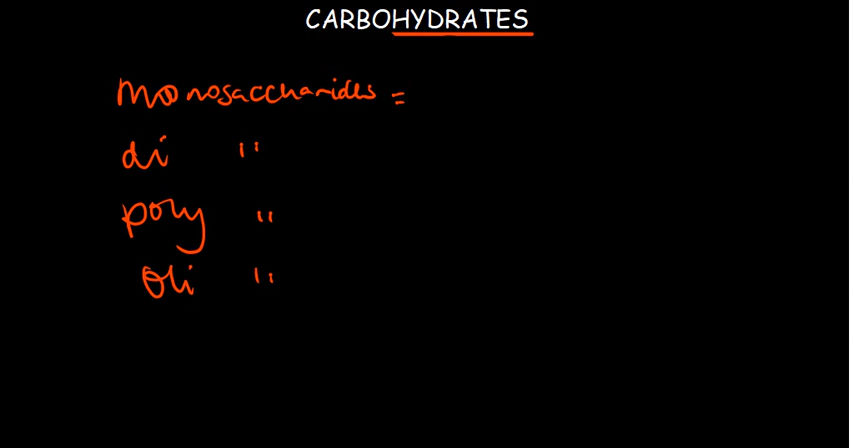 CARBOHYDRATES
Monosaccharides =
di "
poly "
Oli "